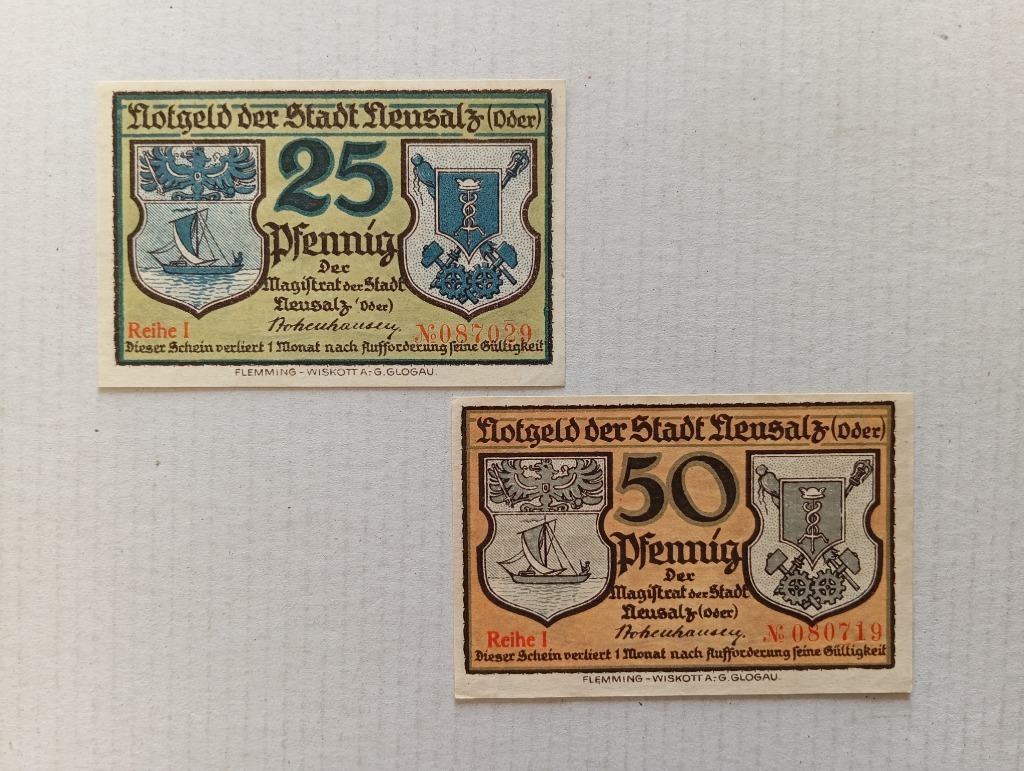 Notgeld der Stadt Neusalz (Oder)
25
Pfennig
Der
Magistrat der Stadt
Neusalz (Oder)
Reihe I
№ 087029
Dieser Schein verliert 1 Monat nach Aufforderung seine Gültigkeit
FLEMMING - WISKOTT A.-G. GLOGAU.
Notgeld der Stadt Neusalz (Oder)
50
Pfennig
Der
Magistrat der Stadt
Neusalz (Oder)
Reihe I
№ 080719
Dieser Schein verliert 1 Monat nach Aufforderung seine Gültigkeit
FLEMMING - WISKOTT A.-G. GLOGAU.